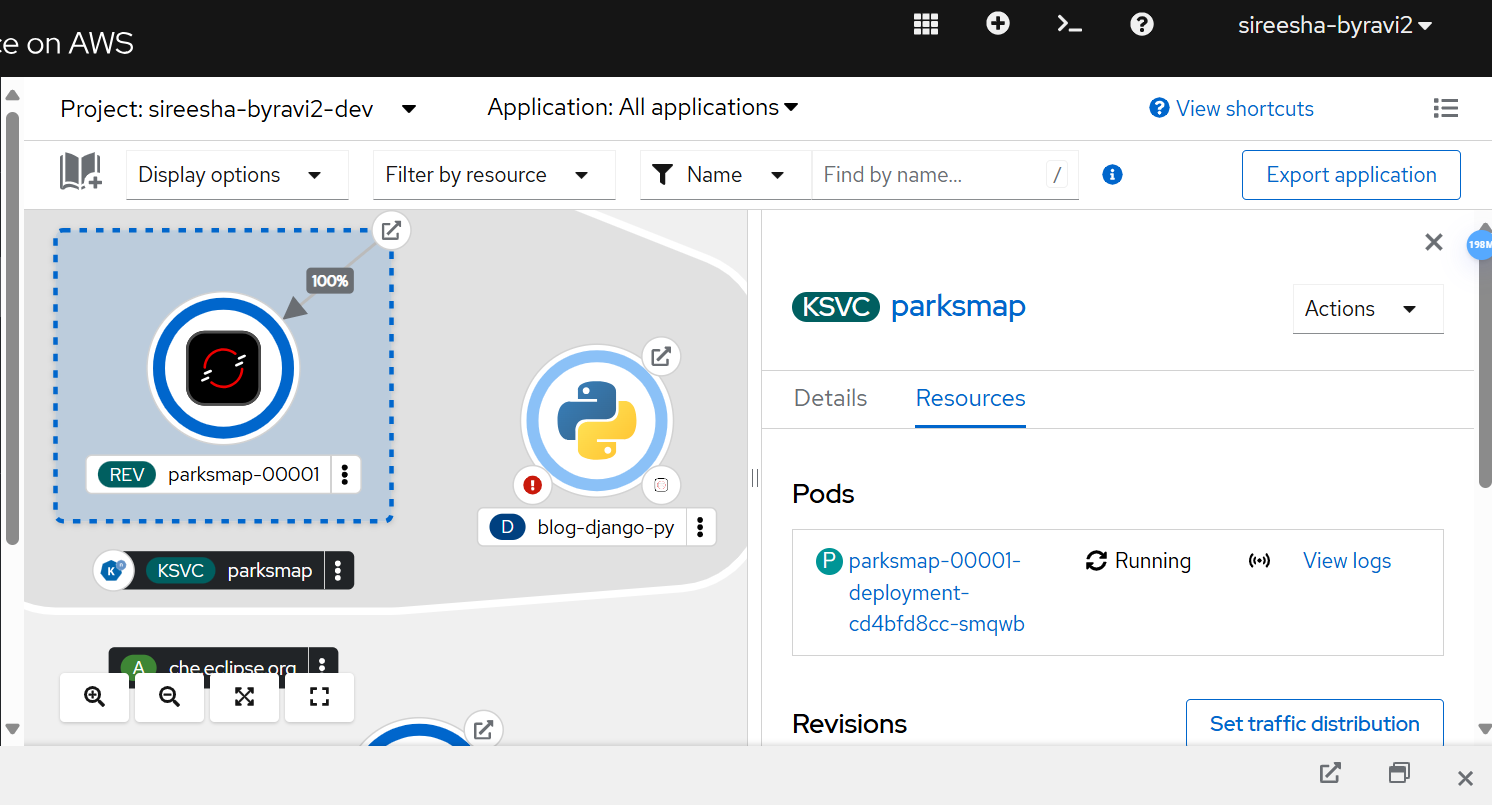 ce on AWS
sireesha-byravi2
Project: sireesha-byravi2-dev
Application: All applications
View shortcuts
Display options
Filter by resource
Name
Find by name...
/
Export application
100%
REV parksmap-00001
D blog-django-py
KSVC parksmap
A che.eclipse.org
198M
KSVC parksmap
Actions
Details
Resources
Pods
P parksmap-00001-
deployment-
cd4bfd8cc-smqwb
Running
View logs
Revisions
Set traffic distribution